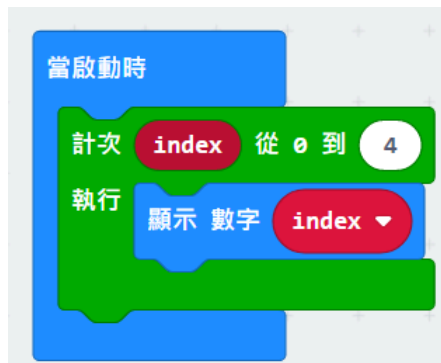 當啟動時
計次 index 從 0 到 4
執行
顯示 數字 index